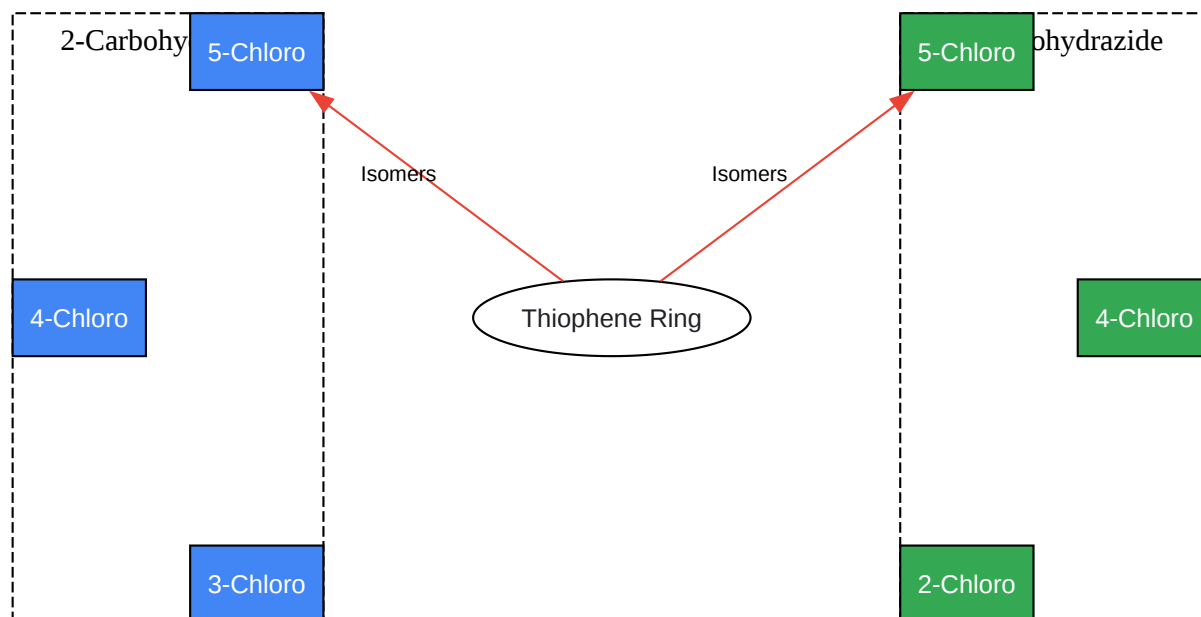 2-Carbohy
5-Chloro
5-Chloro
ohydrazide
Isomers
Isomers
4-Chloro
Thiophene Ring
4-Chloro
3-Chloro
2-Chloro